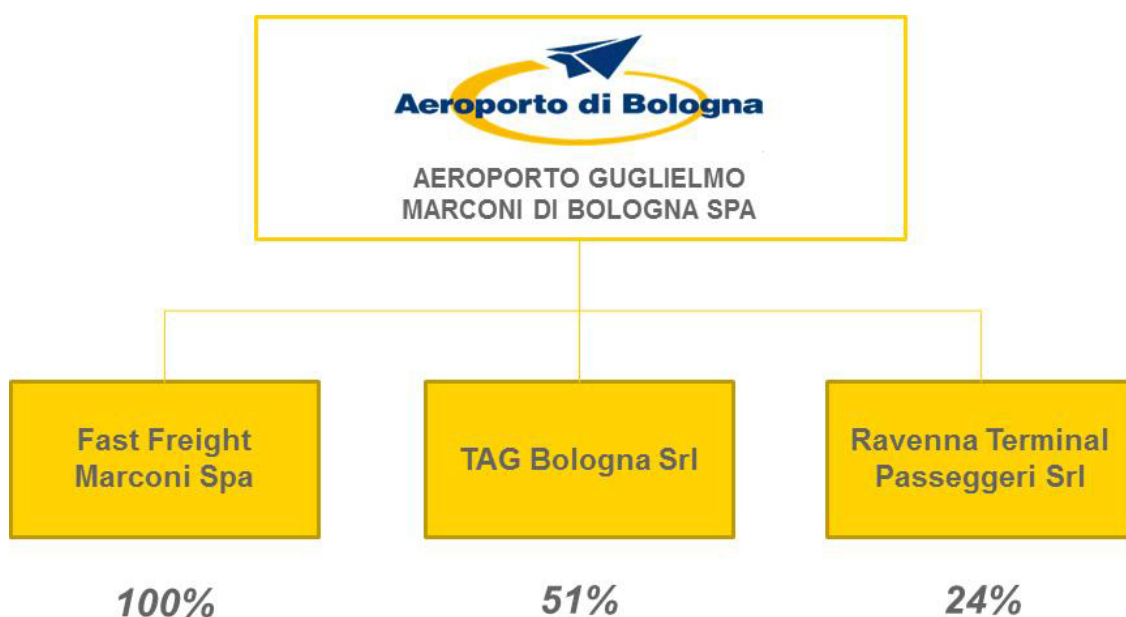 Aeroporto di Bologna
AEROPORTO GUGLIELMO
MARCONI DI BOLOGNA SPA
Fast Freight
Marconi Spa
TAG Bologna Srl
Ravenna Terminal
Passeggeri Srl
100%
51%
24%